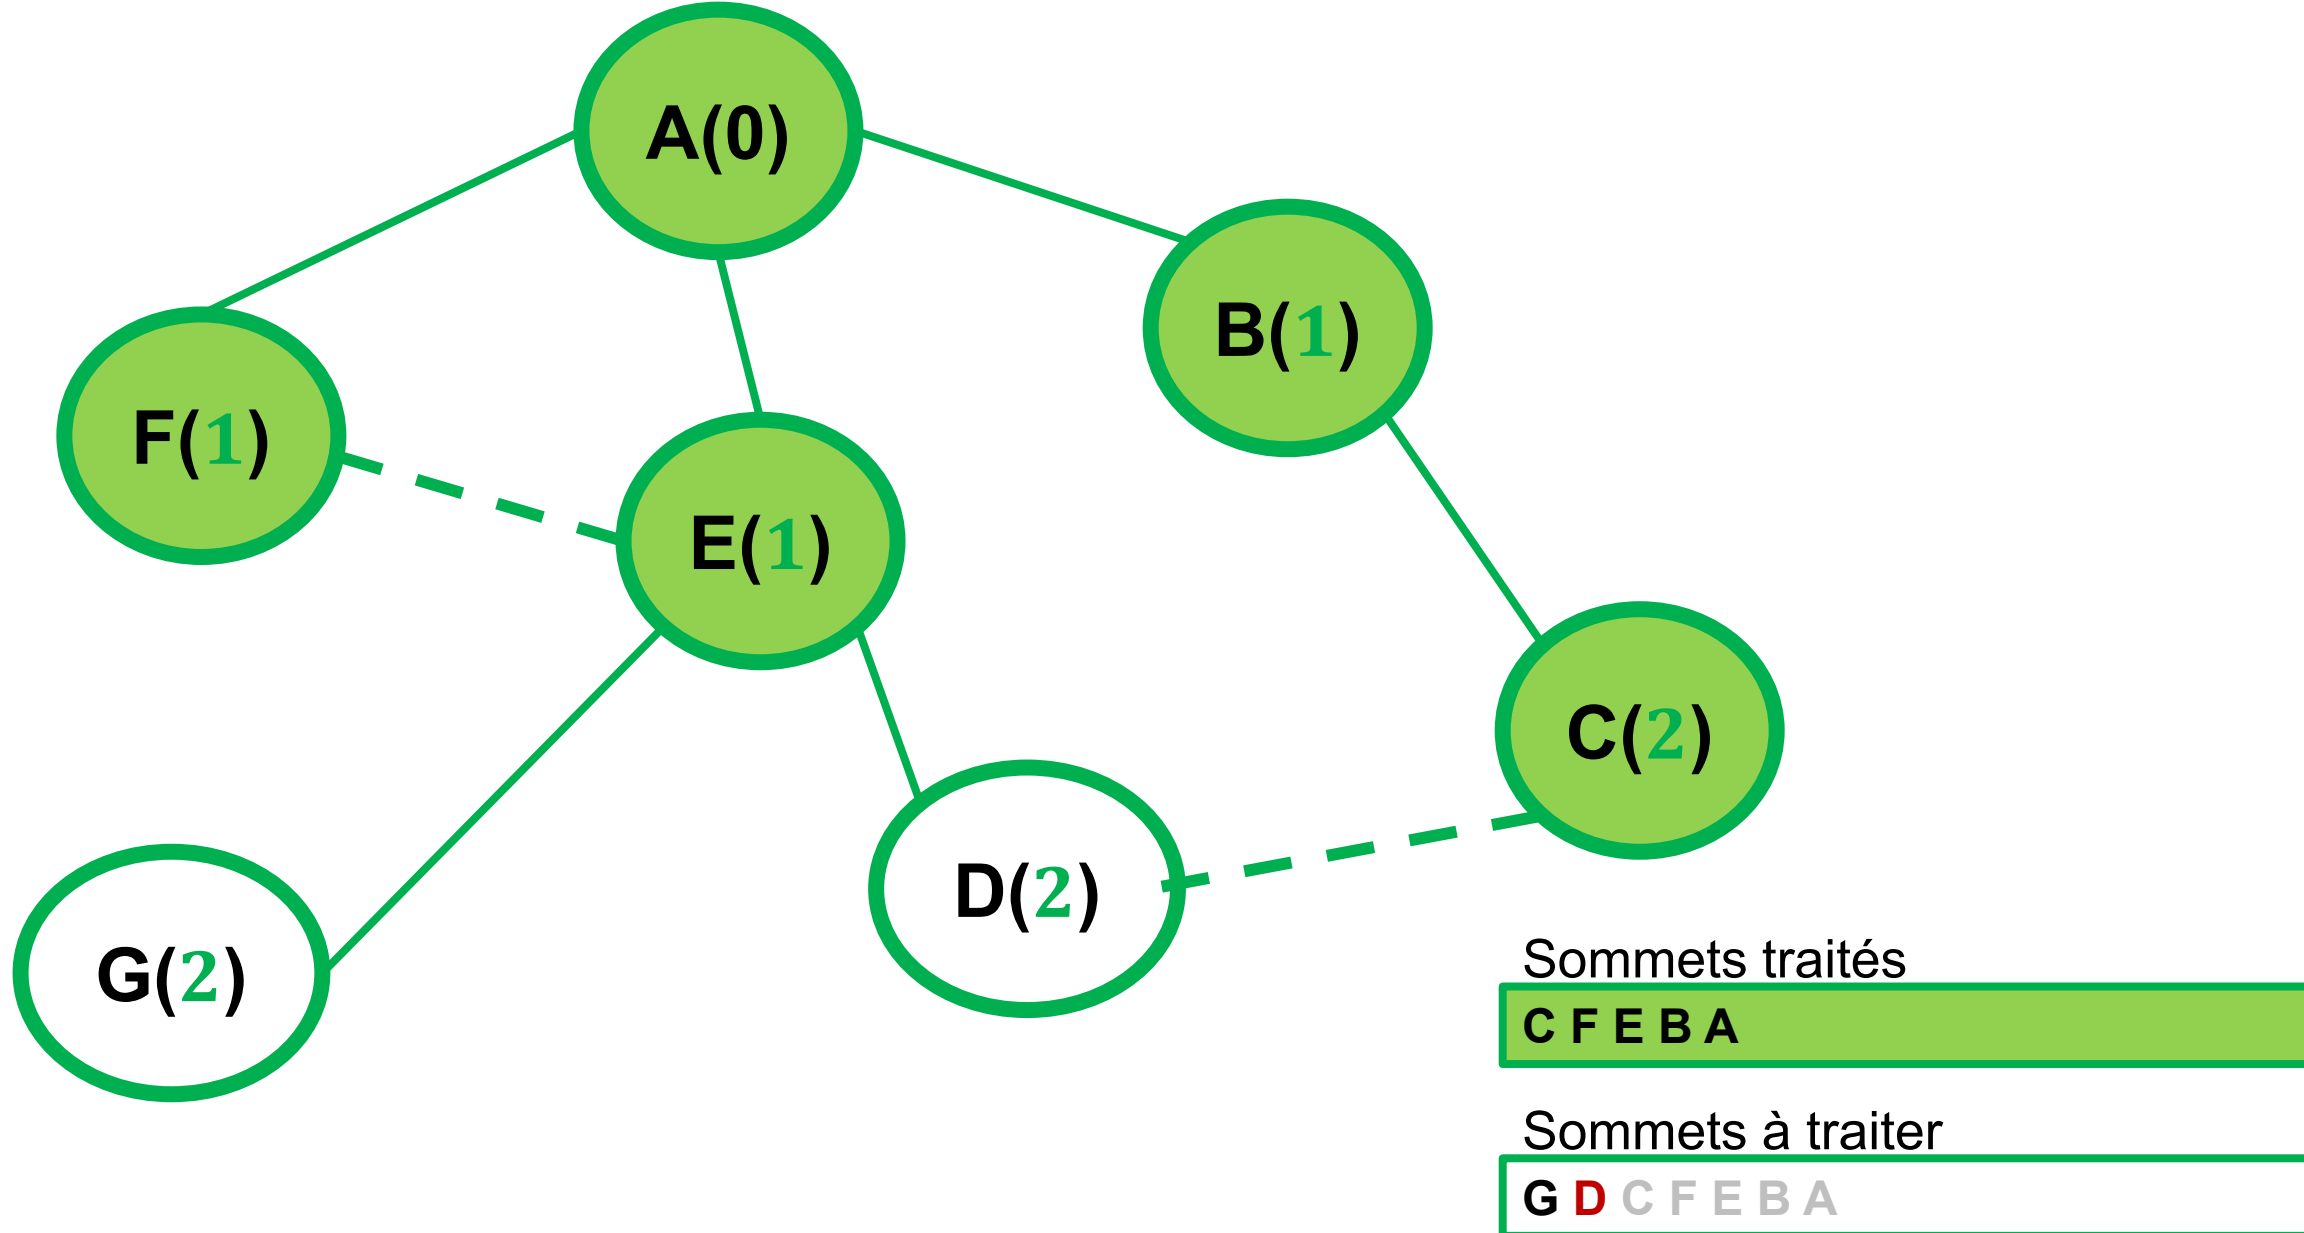 A(0)
B(1)
F(1)
E(1)
C(2)
D(2)
G(2)
Sommets traités
C F E B A
Sommets à traiter
G D C F E B A